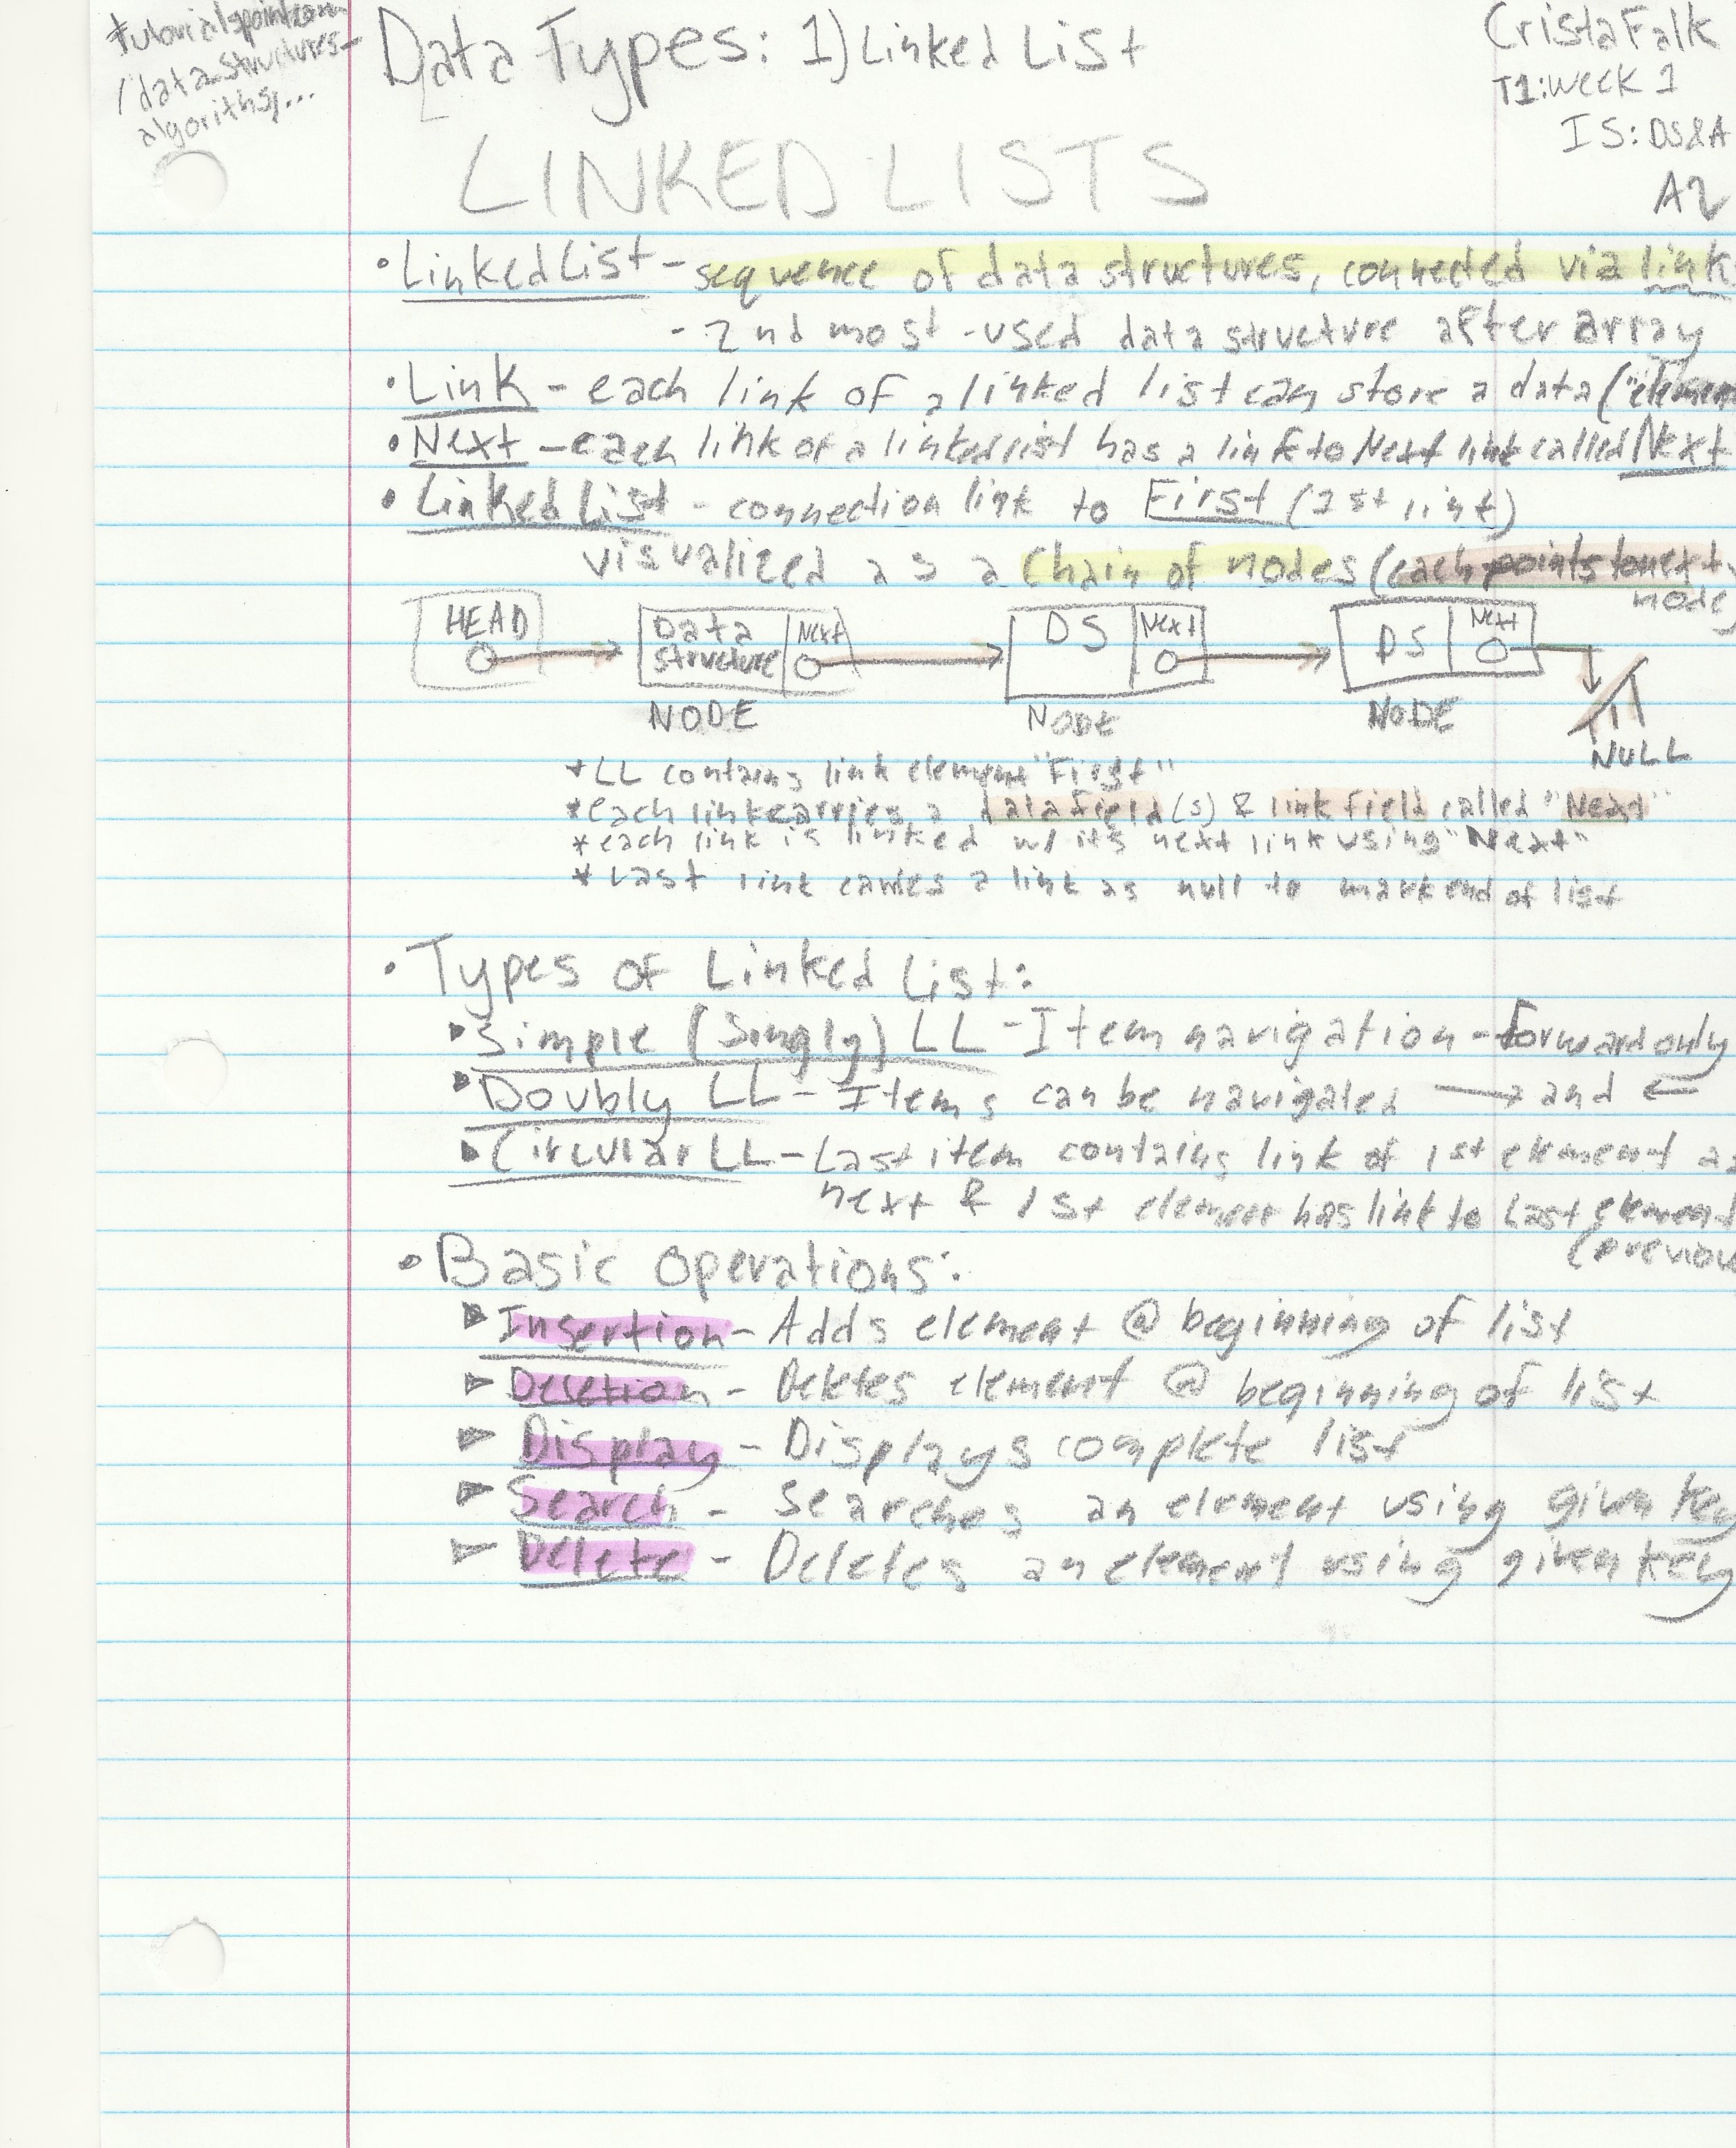 tutorialspoint.com
/data_structures_
algorithms...
Data Types: 1) Linked List
Crista Falk
T1: Week 1
IS: DS&A
A2
LINKED LISTS
• Linked List - sequence of data structures, connected via link
- 2nd most-used data structure after array
• Link - each link of a linked list can store a data ("elemen
• Next - each link of a linked list has a link to Next link called Next
• Linked List - connection link to First (1st link)
visualized as a Chain of nodes (each points to next
node
HEAD
Data structure Next
DS Next
DS Next
NODE NODE NODE
NULL
* LL contains link element "First"
* each link carries a data field(s) & link field called "Next"
* each link is linked w/ its next link using "Next"
* Last link carries a link as null to mark end of list
• Types of Linked List:
▸ Simple (Singly) LL - Item navigation - forward only
▸ Doubly LL - Items can be navigated → and ←
▸ Circular LL - Last item contains link of 1st element as
next & 1st element has link to Last element
(previou
• Basic Operations:
▸ Insertion - Adds element @ beginning of list
▸ Deletion - Deletes element @ beginning of list
▸ Display - Displays complete list
▸ Search - Searches an element using given key
▸ Delete - Deletes an element using given key